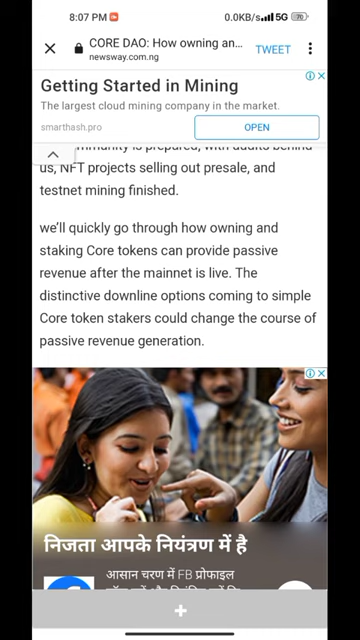 8:07 PM
0.0KB/s 5G 70
CORE DAO: How owning an...
newsway.com.ng
TWEET
Getting Started in Mining
The largest cloud mining company in the market.
smarthash.pro
OPEN
with audits behind
us, NFT projects selling out presale, and
testnet mining finished.
we'll quickly go through how owning and
staking Core tokens can provide passive
revenue after the mainnet is live. The
distinctive downline options coming to simple
Core token stakers could change the course of
passive revenue generation.
निजता आपके नियंत्रण में है
आसान चरण में FB प्रोफ़ाइल